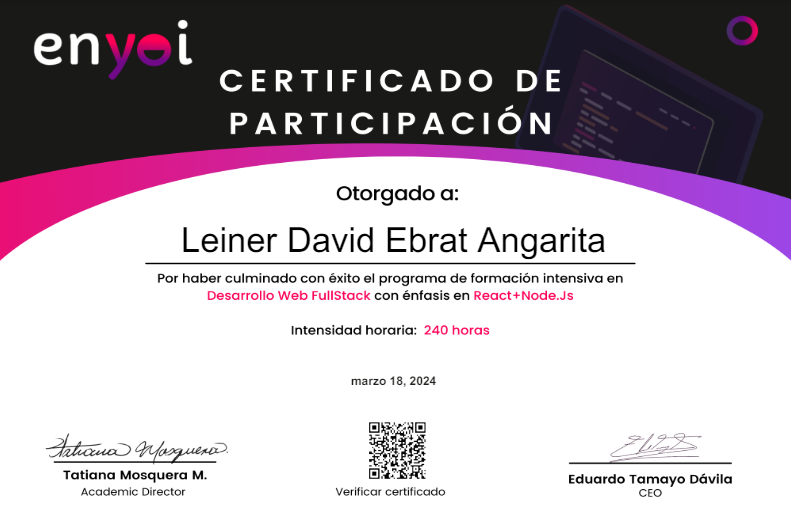 enyoi
CERTIFICADO DE
PARTICIPACIÓN
Otorgado a:
Leiner David Ebrat Angarita
Por haber culminado con éxito el programa de formación intensiva en
Desarrollo Web FullStack con énfasis en React+Node.Js
Intensidad horaria: 240 horas
marzo 18, 2024
Tatiana Mosquera
Tatiana Mosquera M.
Academic Director
Verificar certificado
Eduardo Tamayo Dávila
CEO